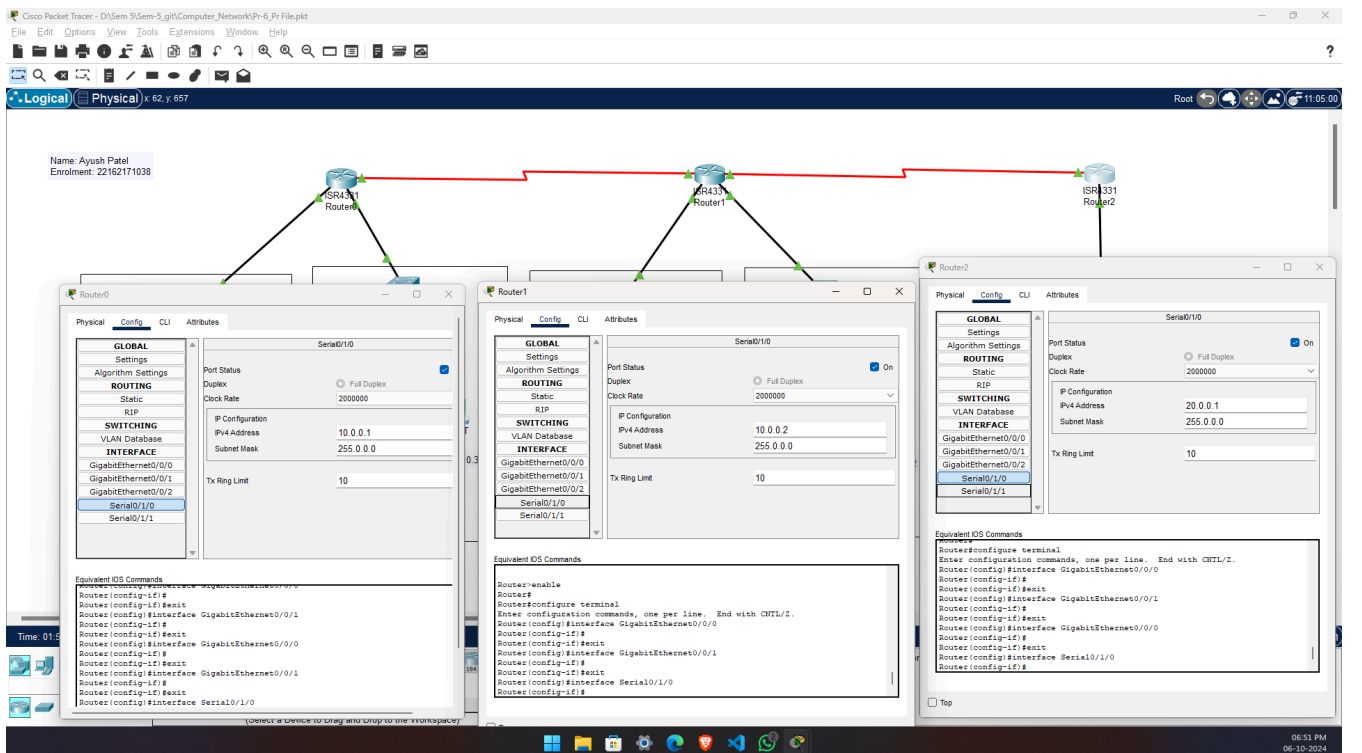 Cisco Packet Tracer - D:\Sem 5\Sem-5_git\Computer_Network\Pr-6_Pr File.pkt
File Edit Options View Tools Extensions Window Help
?
Logical Physical x: 62, y: 657 Root 11:05:00
Name: Ayush Patel
Enrolment: 22162171038
ISR4331
Router0
ISR4331
Router1
ISR4331
Router2
Router0
Physical Config CLI Attributes
GLOBAL
Settings
Algorithm Settings
ROUTING
Static
RIP
SWITCHING
VLAN Database
INTERFACE
GigabitEthernet0/0/0
GigabitEthernet0/0/1
GigabitEthernet0/0/2
Serial0/1/0
Serial0/1/1
Serial0/1/0
Port Status
Duplex Full Duplex
Clock Rate 2000000
IP Configuration
IPv4 Address 10.0.0.1
Subnet Mask 255.0.0.0
Tx Ring Limit 10
Equivalent IOS Commands
Router(config)#interface GigabitEthernet0/0/0
Router(config-if)#
Router(config-if)#exit
Router(config)#interface GigabitEthernet0/0/1
Router(config-if)#
Router(config-if)#exit
Router(config)#interface GigabitEthernet0/0/0
Router(config-if)#
Router(config-if)#exit
Router(config)#interface GigabitEthernet0/0/1
Router(config-if)#
Router(config-if)#exit
Router(config)#interface Serial0/1/0
Router1
Physical Config CLI Attributes
GLOBAL
Settings
Algorithm Settings
ROUTING
Static
RIP
SWITCHING
VLAN Database
INTERFACE
GigabitEthernet0/0/0
GigabitEthernet0/0/1
GigabitEthernet0/0/2
Serial0/1/0
Serial0/1/1
Serial0/1/0
Port Status On
Duplex Full Duplex
Clock Rate 2000000
IP Configuration
IPv4 Address 10.0.0.2
Subnet Mask 255.0.0.0
Tx Ring Limit 10
Equivalent IOS Commands
Router>enable
Router#
Router#configure terminal
Enter configuration commands, one per line. End with CNTL/Z.
Router(config)#interface GigabitEthernet0/0/0
Router(config-if)#
Router(config-if)#exit
Router(config)#interface GigabitEthernet0/0/1
Router(config-if)#
Router(config-if)#exit
Router(config)#interface Serial0/1/0
Router(config-if)#
Router2
Physical Config CLI Attributes
GLOBAL
Settings
Algorithm Settings
ROUTING
Static
RIP
SWITCHING
VLAN Database
INTERFACE
GigabitEthernet0/0/0
GigabitEthernet0/0/1
GigabitEthernet0/0/2
Serial0/1/0
Serial0/1/1
Serial0/1/0
Port Status On
Duplex Full Duplex
Clock Rate 2000000
IP Configuration
IPv4 Address 20.0.0.1
Subnet Mask 255.0.0.0
Tx Ring Limit 10
Equivalent IOS Commands
Router#
Router#configure terminal
Enter configuration commands, one per line. End with CNTL/Z.
Router(config)#interface GigabitEthernet0/0/0
Router(config-if)#
Router(config-if)#exit
Router(config)#interface GigabitEthernet0/0/1
Router(config-if)#
Router(config-if)#exit
Router(config)#interface GigabitEthernet0/0/0
Router(config-if)#
Router(config-if)#exit
Router(config)#interface Serial0/1/0
Router(config-if)#
Top
0.3
Time: 01:5
184
(Select a Device to Drag and Drop to the Workspace)
06:51 PM
06-10-2024